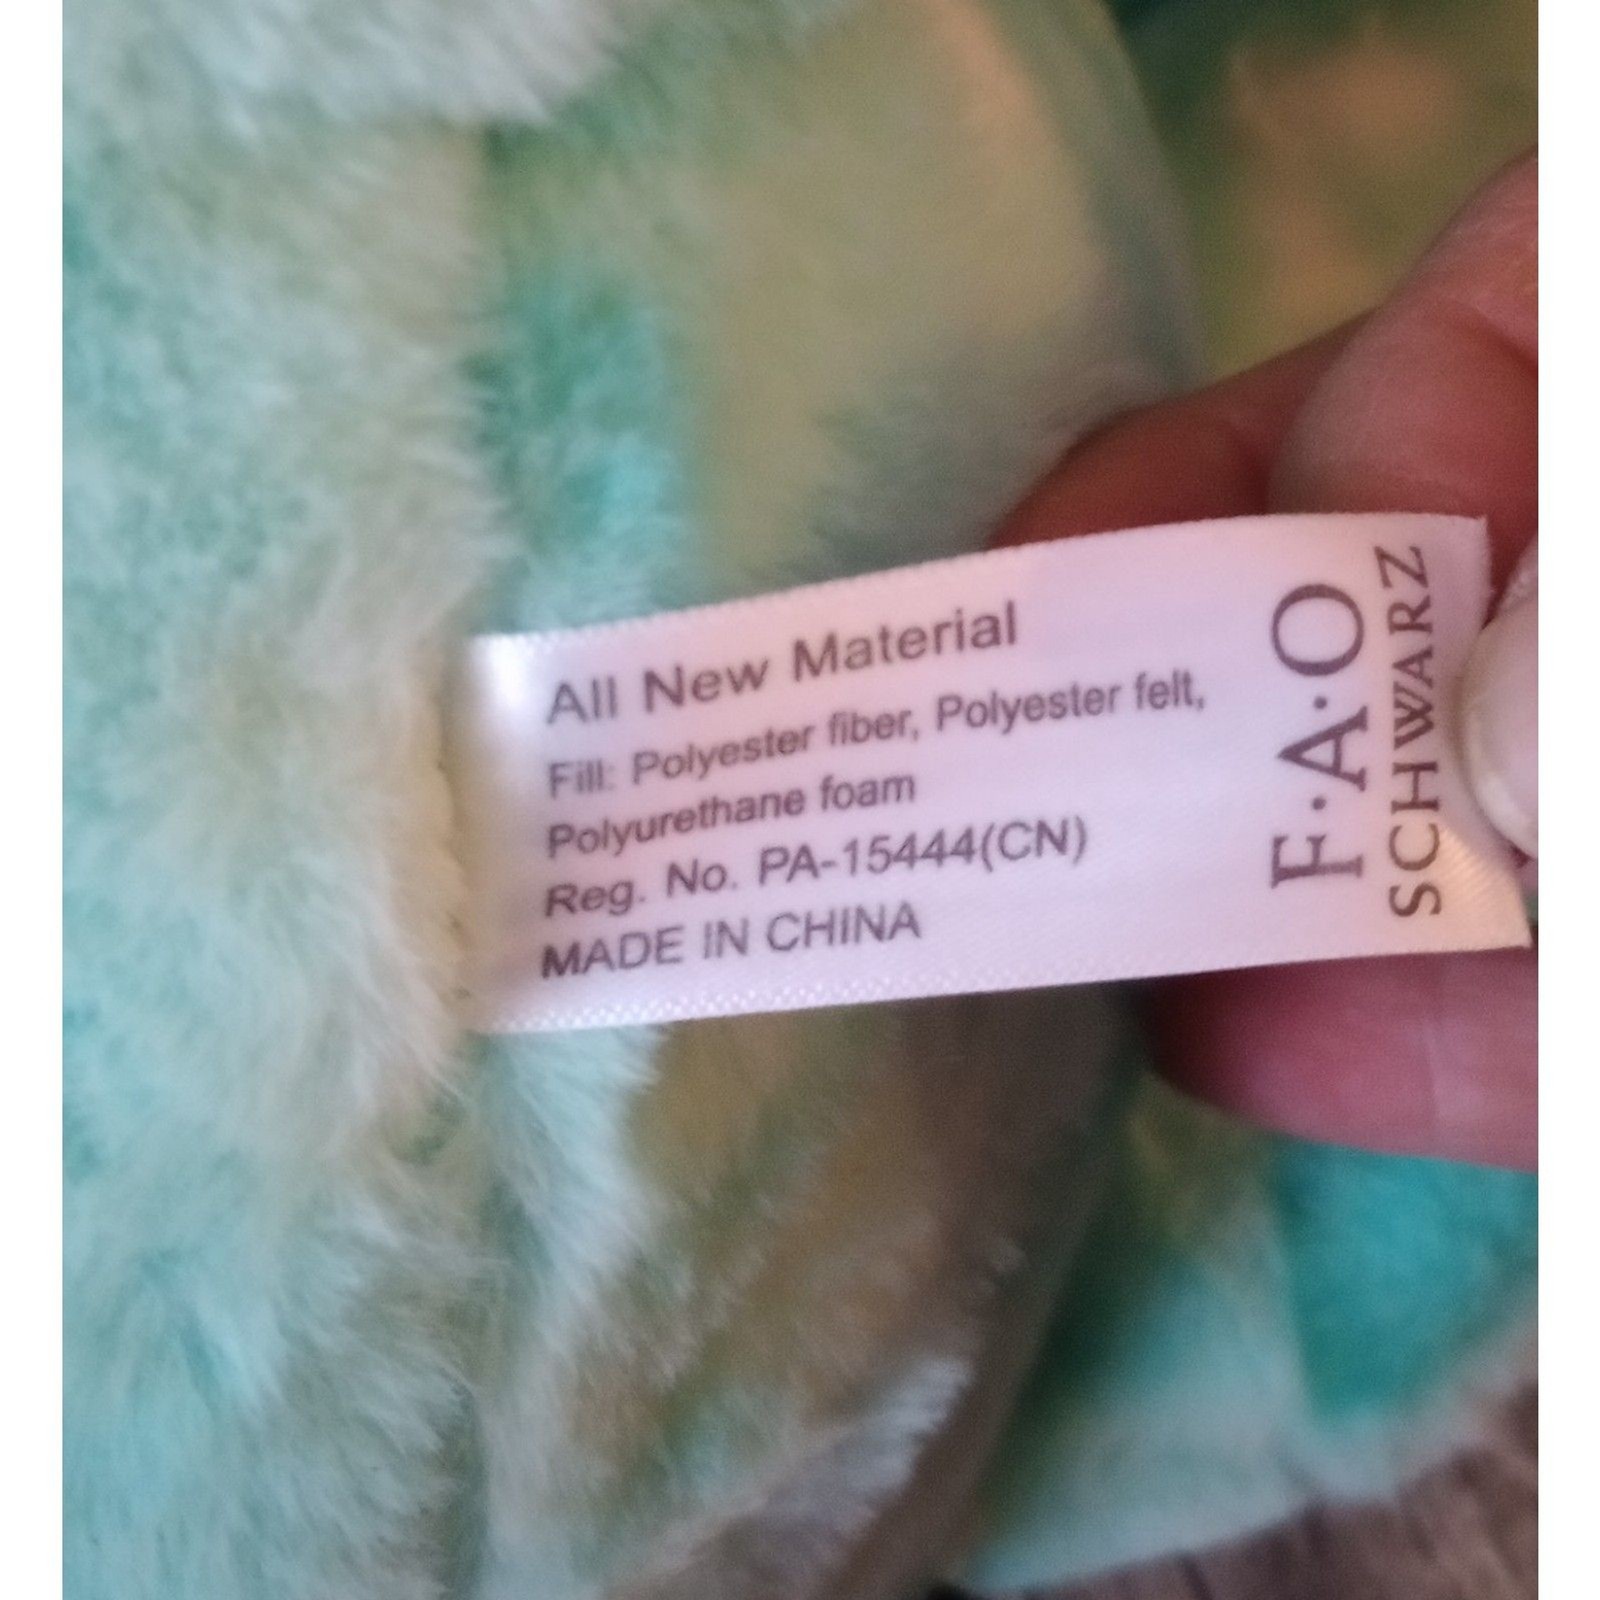 All New Material
Fill: Polyester fiber, Polyester felt,
Polyurethane foam
Reg. No. PA-15444(CN)
MADE IN CHINA
F·A·O
SCHWARZ